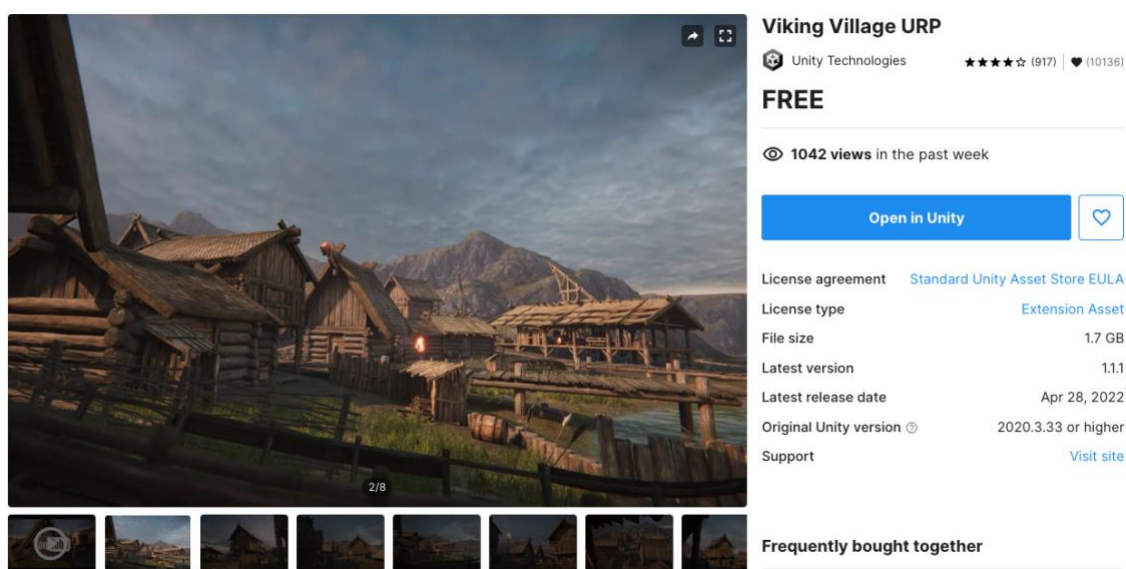 Viking Village URP
Unity Technologies
(917)
(10136)
FREE
1042 views in the past week
Open in Unity
License agreement Standard Unity Asset Store EULA
License type Extension Asset
File size 1.7 GB
Latest version 1.1.1
Latest release date Apr 28, 2022
Original Unity version 2020.3.33 or higher
Support Visit site
2/8
Frequently bought together